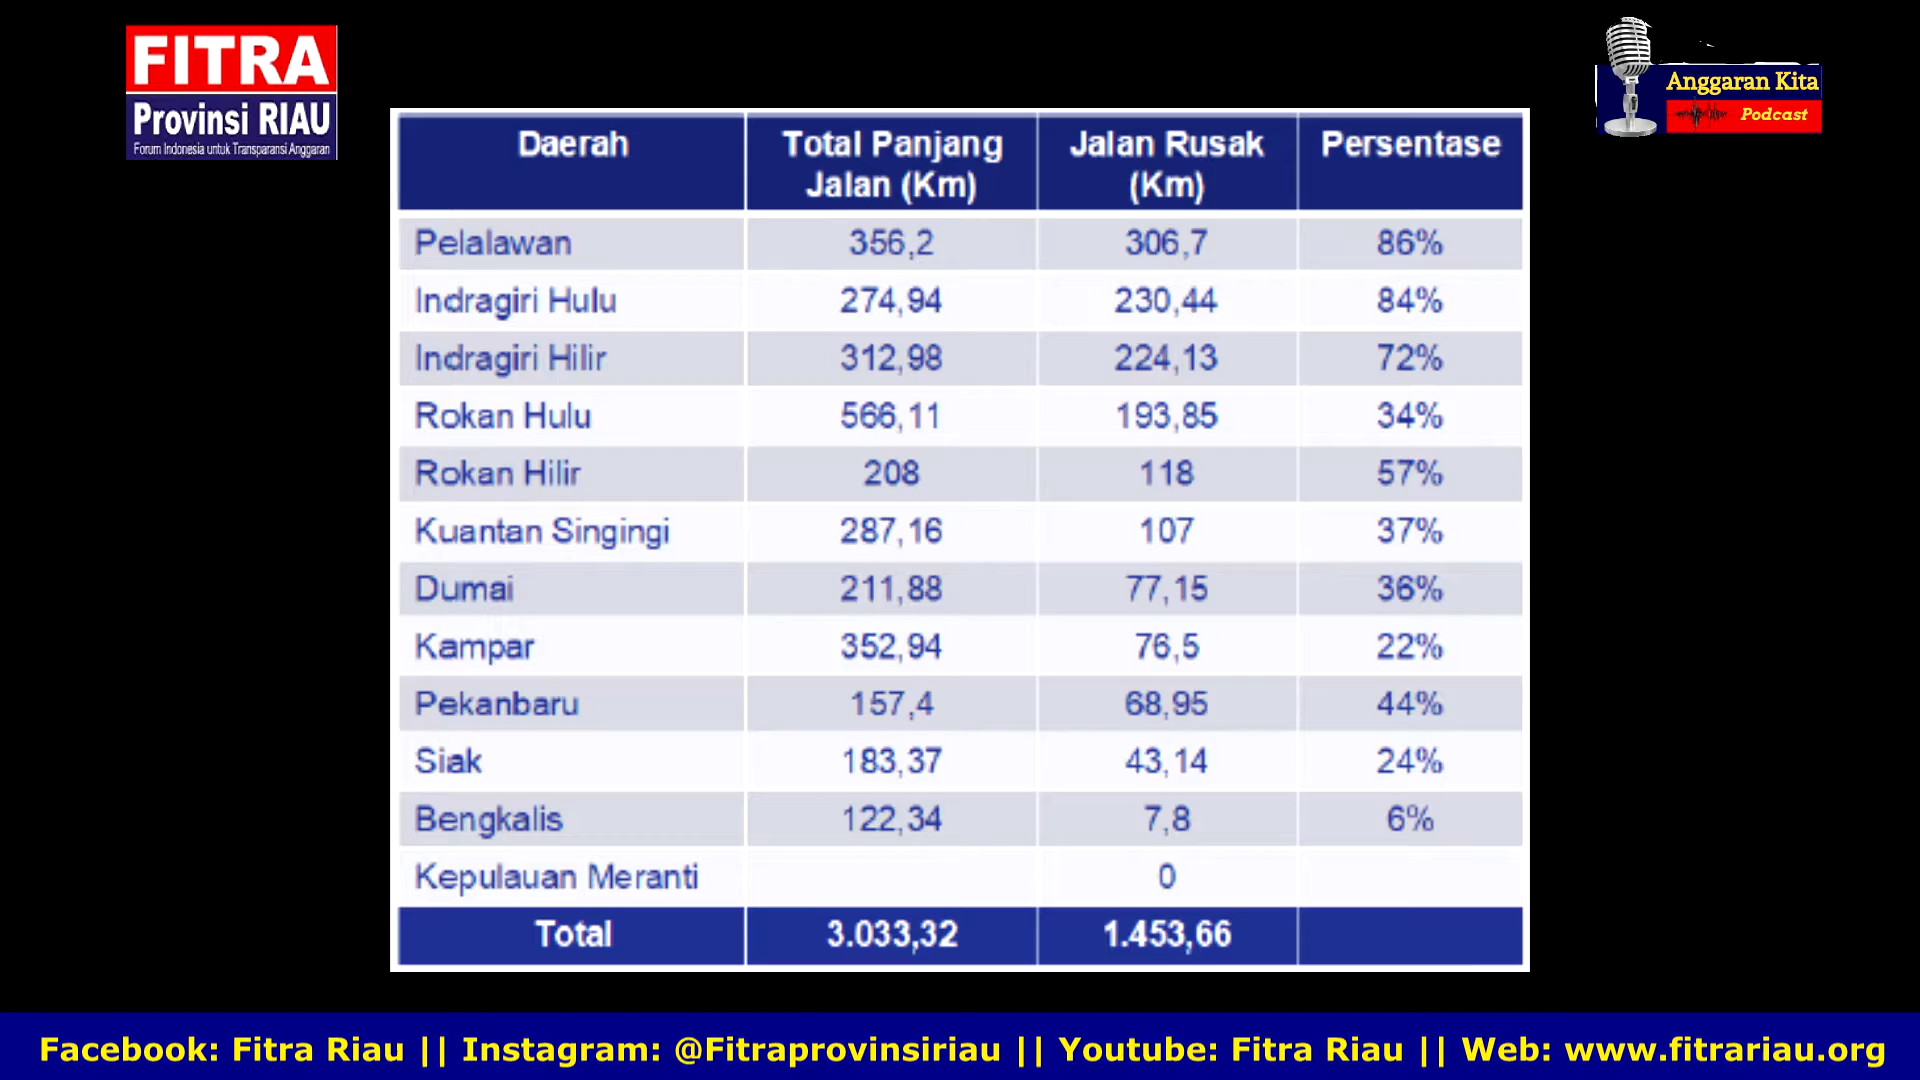 FITRA
Provinsi RIAU
Forum Indonesia untuk Transparansi Anggaran
Anggaran Kita
Podcast
Daerah Total Panjang Jalan (Km) Jalan Rusak (Km) Persentase
Pelalawan 356,2 306,7 86%
Indragiri Hulu 274,94 230,44 84%
Indragiri Hilir 312,98 224,13 72%
Rokan Hulu 566,11 193,85 34%
Rokan Hilir 208 118 57%
Kuantan Singingi 287,16 107 37%
Dumai 211,88 77,15 36%
Kampar 352,94 76,5 22%
Pekanbaru 157,4 68,95 44%
Siak 183,37 43,14 24%
Bengkalis 122,34 7,8 6%
Kepulauan Meranti 0
Total 3.033,32 1.453,66
Facebook: Fitra Riau || Instagram: @Fitraprovinsiriau || Youtube: Fitra Riau || Web: www.fitrariau.org